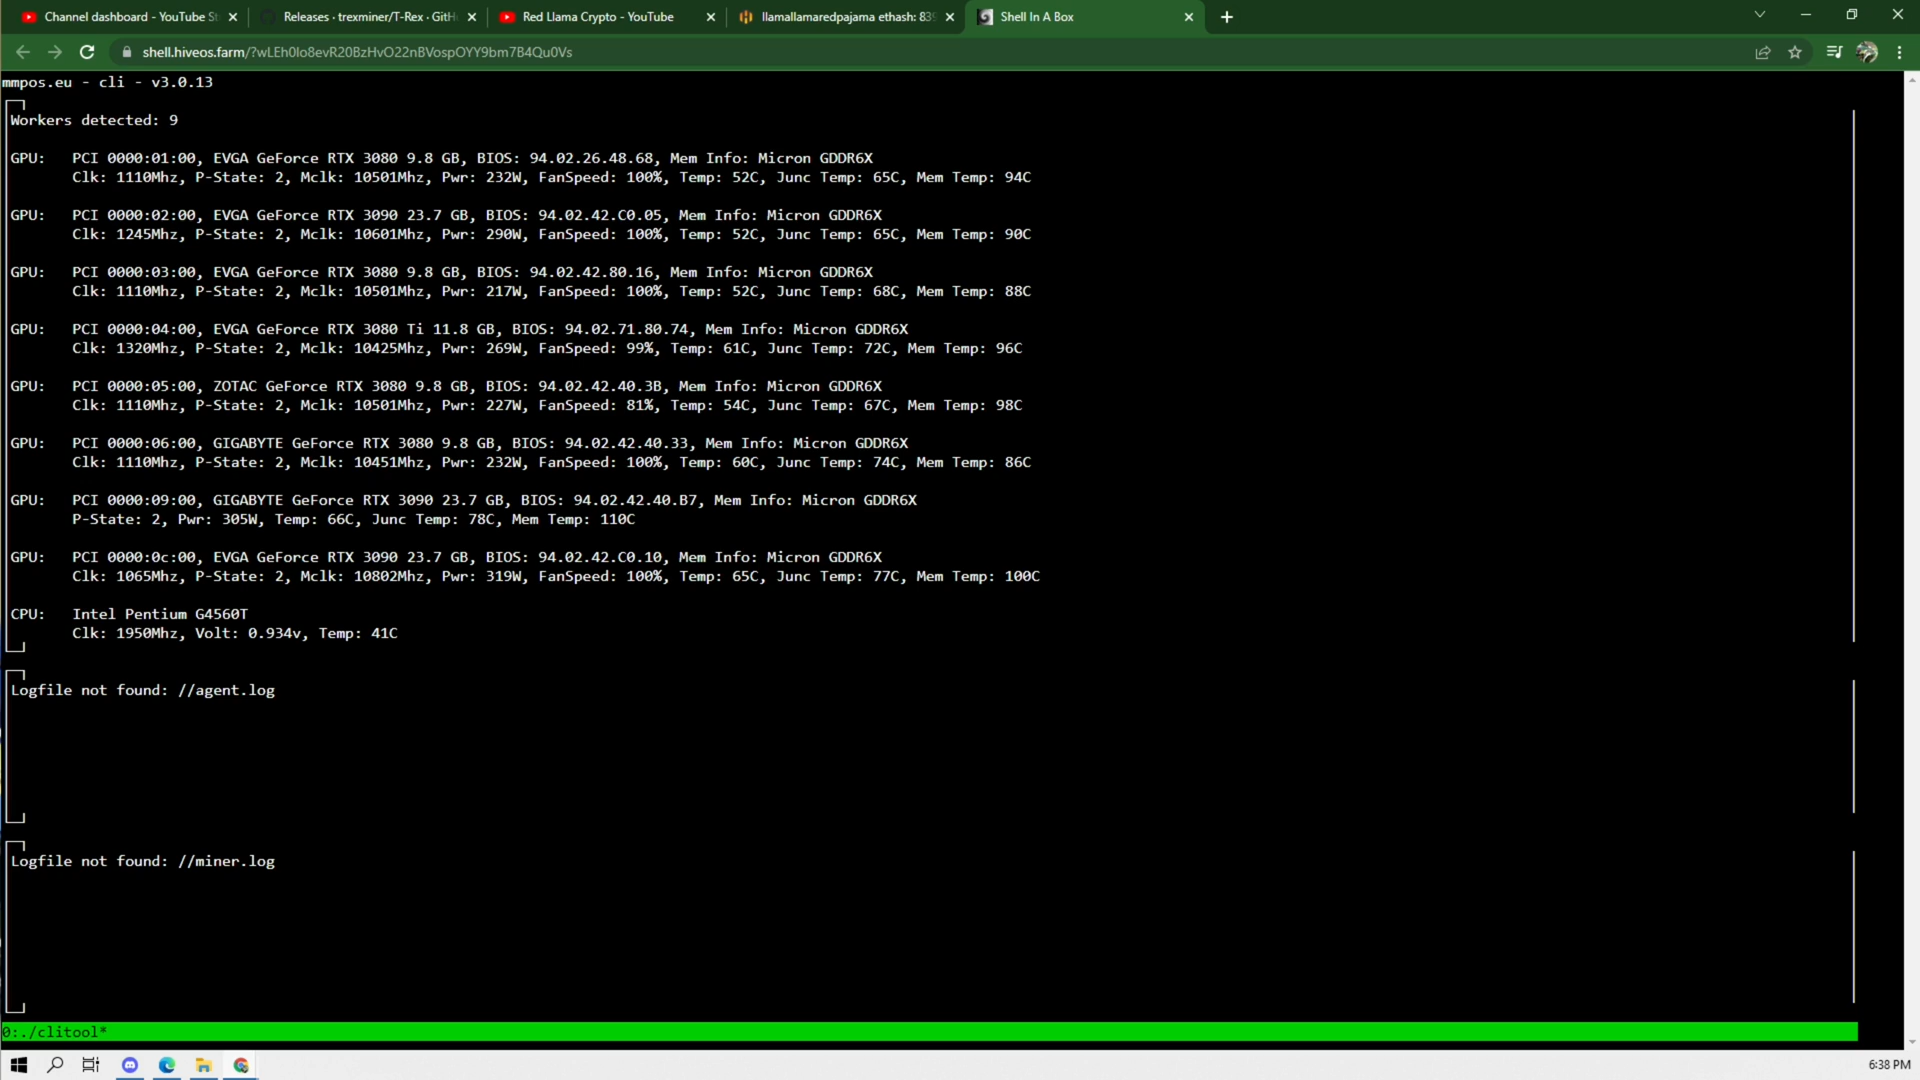 Channel dashboard - YouTube St
Releases · trexminer/T-Rex · GitH
Red Llama Crypto - YouTube
llamallamaredpajama ethash: 839
Shell In A Box
shell.hiveos.farm/?wLEh0Io8evR20BzHvO22nBVospOYY9bm7B4Qu0Vs
mmpos.eu - cli - v3.0.13
Workers detected: 9
GPU: PCI 0000:01:00, EVGA GeForce RTX 3080 9.8 GB, BIOS: 94.02.26.48.68, Mem Info: Micron GDDR6X
Clk: 1110Mhz, P-State: 2, Mclk: 10501Mhz, Pwr: 232W, FanSpeed: 100%, Temp: 52C, Junc Temp: 65C, Mem Temp: 94C
GPU: PCI 0000:02:00, EVGA GeForce RTX 3090 23.7 GB, BIOS: 94.02.42.C0.05, Mem Info: Micron GDDR6X
Clk: 1245Mhz, P-State: 2, Mclk: 10601Mhz, Pwr: 290W, FanSpeed: 100%, Temp: 52C, Junc Temp: 65C, Mem Temp: 90C
GPU: PCI 0000:03:00, EVGA GeForce RTX 3080 9.8 GB, BIOS: 94.02.42.80.16, Mem Info: Micron GDDR6X
Clk: 1110Mhz, P-State: 2, Mclk: 10501Mhz, Pwr: 217W, FanSpeed: 100%, Temp: 52C, Junc Temp: 68C, Mem Temp: 88C
GPU: PCI 0000:04:00, EVGA GeForce RTX 3080 Ti 11.8 GB, BIOS: 94.02.71.80.74, Mem Info: Micron GDDR6X
Clk: 1320Mhz, P-State: 2, Mclk: 10425Mhz, Pwr: 269W, FanSpeed: 99%, Temp: 61C, Junc Temp: 72C, Mem Temp: 96C
GPU: PCI 0000:05:00, ZOTAC GeForce RTX 3080 9.8 GB, BIOS: 94.02.42.40.3B, Mem Info: Micron GDDR6X
Clk: 1110Mhz, P-State: 2, Mclk: 10501Mhz, Pwr: 227W, FanSpeed: 81%, Temp: 54C, Junc Temp: 67C, Mem Temp: 98C
GPU: PCI 0000:06:00, GIGABYTE GeForce RTX 3080 9.8 GB, BIOS: 94.02.42.40.33, Mem Info: Micron GDDR6X
Clk: 1110Mhz, P-State: 2, Mclk: 10451Mhz, Pwr: 232W, FanSpeed: 100%, Temp: 60C, Junc Temp: 74C, Mem Temp: 86C
GPU: PCI 0000:09:00, GIGABYTE GeForce RTX 3090 23.7 GB, BIOS: 94.02.42.40.B7, Mem Info: Micron GDDR6X
P-State: 2, Pwr: 305W, Temp: 66C, Junc Temp: 78C, Mem Temp: 110C
GPU: PCI 0000:0c:00, EVGA GeForce RTX 3090 23.7 GB, BIOS: 94.02.42.C0.10, Mem Info: Micron GDDR6X
Clk: 1065Mhz, P-State: 2, Mclk: 10802Mhz, Pwr: 319W, FanSpeed: 100%, Temp: 65C, Junc Temp: 77C, Mem Temp: 100C
CPU: Intel Pentium G4560T
Clk: 1950Mhz, Volt: 0.934v, Temp: 41C
Logfile not found: //agent.log
Logfile not found: //miner.log
0:./clitool*
6:38 PM